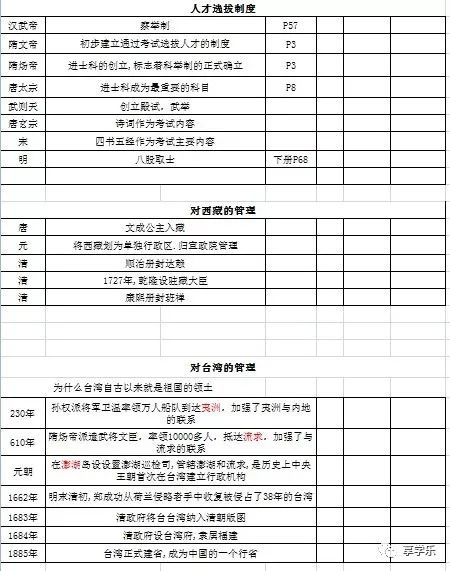 人才选拔制度
汉武帝 察举制 P57
隋文帝 初步建立通过考试选拔人才的制度 P3
隋炀帝 进士科的创立,标志着科举制的正式确立 P3
唐太宗 进士科成为最重要的科目 P8
武则天 创立殿试,武举
唐玄宗 诗词作为考试内容
宋 四书五经作为考试主要内容
明 八股取士 下册P68
对西藏的管理
唐 文成公主入藏
元 将西藏划为单独行政区.归宣政院管理
清 顺治册封达赖
清 1727年,乾隆设驻藏大臣
清 康熙册封班禅
对台湾的管理
为什么台湾自古以来就是祖国的领土
230年 孙权派将军卫温率领万人船队到达夷洲,加强了夷洲与内地
的联系
610年 隋炀帝派遣武将文臣,率领10000多人,抵达流求,加强了与
流求的联系
元朝 在澎湖岛设设置澎湖巡检司,管辖澎湖和流求,是历史上中央
王朝首次在台湾建立行政机构
1662年 明末清初,郑成功从荷兰侵略者手中收复被侵占了38年的台湾
1683年 清政府将台台湾纳入清朝版图
1684年 清政府设台湾府,隶属福建
1885年 台湾正式建省,成为中国的一个行省
享学乐